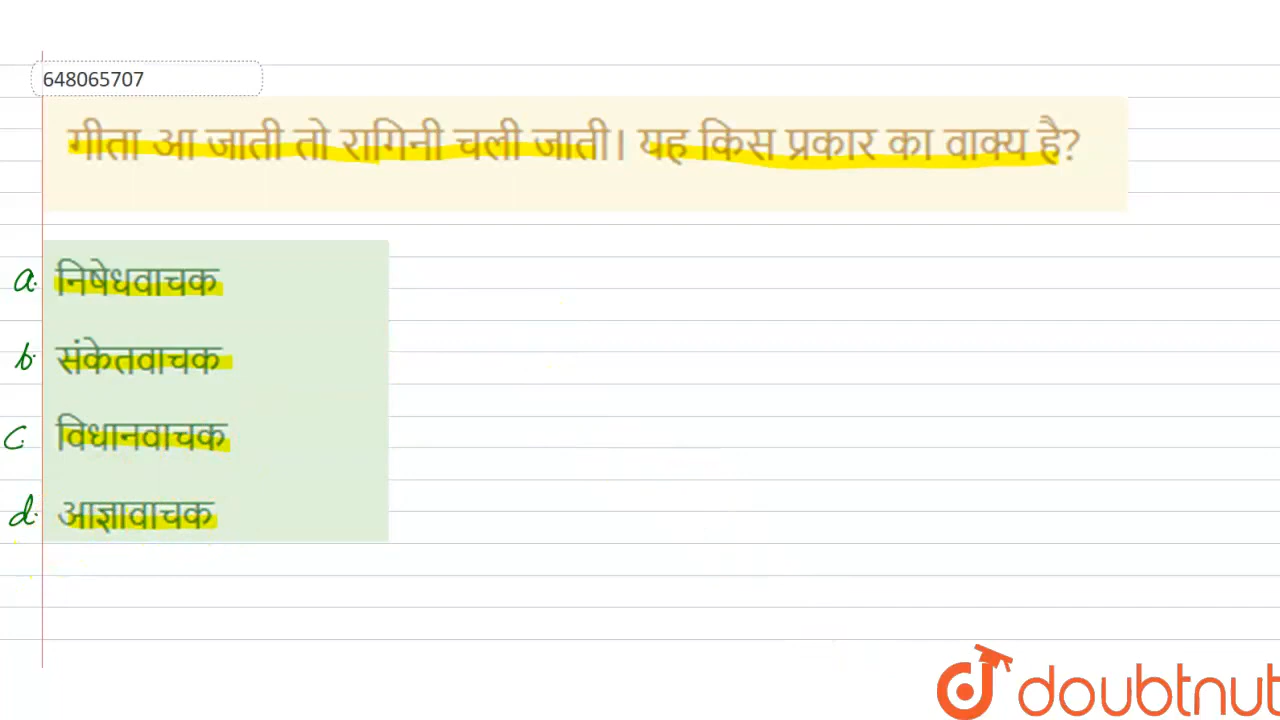 648065707
गीता आ जाती तो रागिनी चली जाती। यह किस प्रकार का वाक्य है?
a. निषेधवाचक
b. संकेतवाचक
c. विधानवाचक
d. आज्ञावाचक
doubtnut